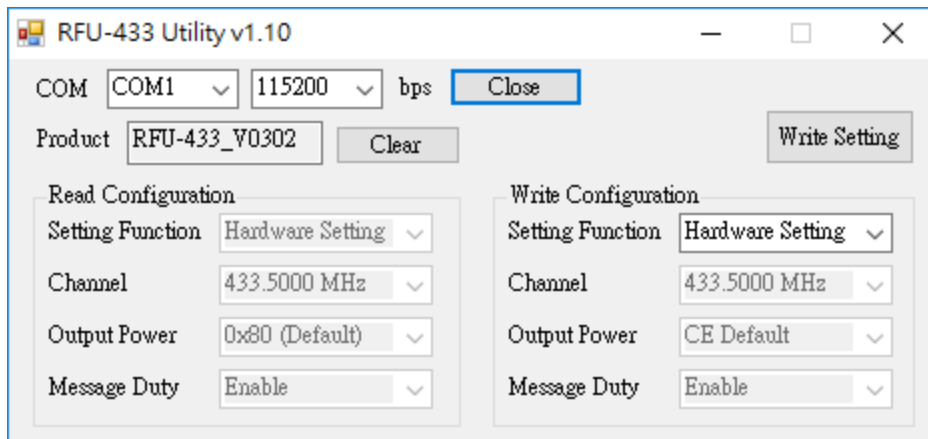 RFU-433 Utility v1.10
COM COM1 115200 bps Close
Product RFU-433_V0302 Clear Write Setting
Read Configuration
Setting Function Hardware Setting
Channel 433.5000 MHz
Output Power 0x80 (Default)
Message Duty Enable
Write Configuration
Setting Function Hardware Setting
Channel 433.5000 MHz
Output Power CE Default
Message Duty Enable